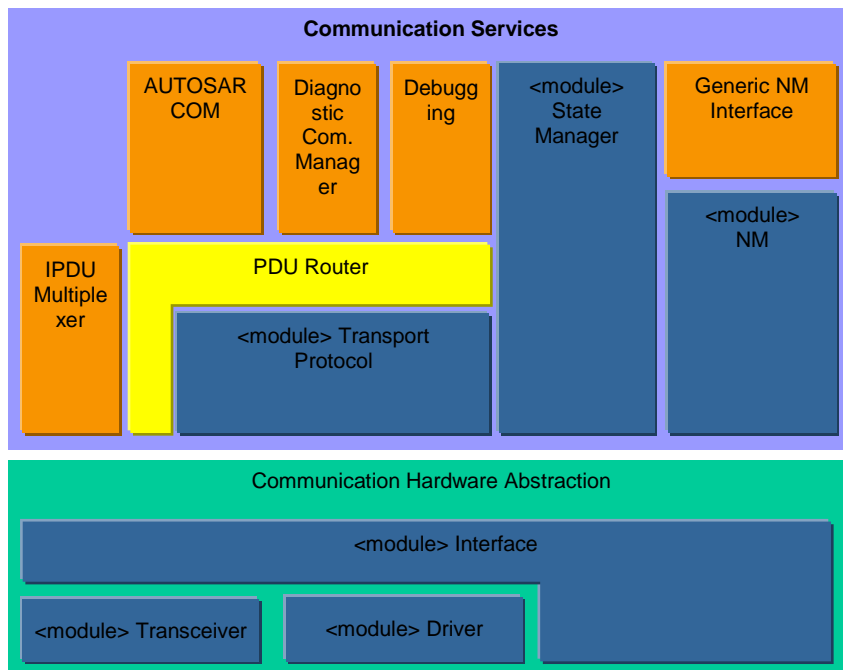 Communication Services
AUTOSAR
COM
Diagno
stic
Com.
Manag
er
Debugg
ing
<module>
State
Manager
Generic NM
Interface
<module>
NM
IPDU
Multiple
xer
PDU Router
<module> Transport
Protocol
Communication Hardware Abstraction
<module> Interface
<module> Transceiver
<module> Driver